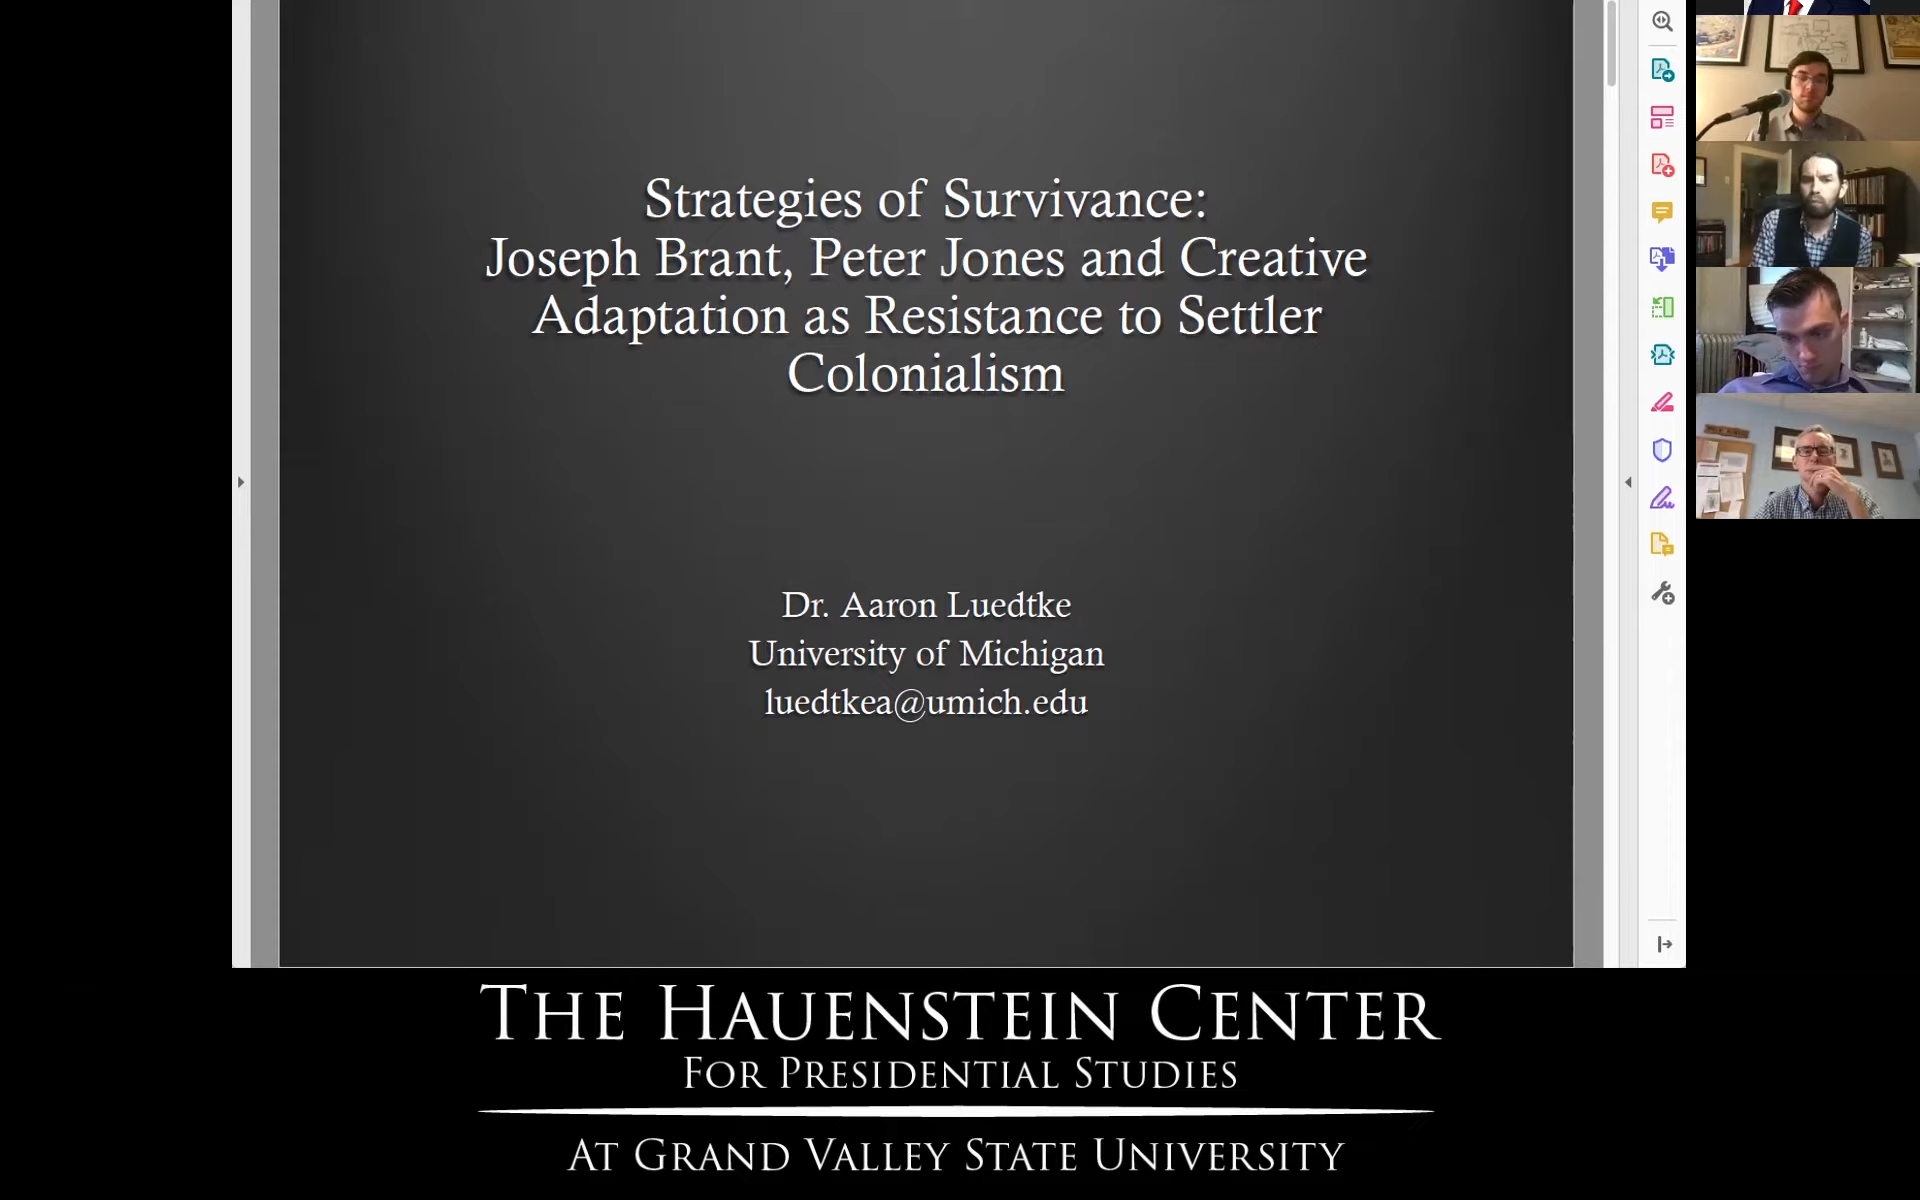 Strategies of Survivance:
Joseph Brant, Peter Jones and Creative
Adaptation as Resistance to Settler
Colonialism
Dr. Aaron Luedtke
University of Michigan
luedtkea@umich.edu
THE HAUENSTEIN CENTER
FOR PRESIDENTIAL STUDIES
AT GRAND VALLEY STATE UNIVERSITY